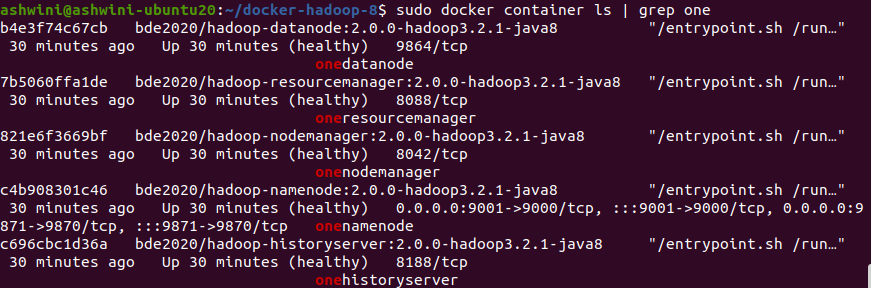 ashwini@ashwini-ubuntu20:~/docker-hadoop-8$ sudo docker container ls | grep one
b4e3f74c67cb   bde2020/hadoop-datanode:2.0.0-hadoop3.2.1-java8          "/entrypoint.sh /run…"
 30 minutes ago   Up 30 minutes (healthy)   9864/tcp
onedatanode
7b5060ffa1de   bde2020/hadoop-resourcemanager:2.0.0-hadoop3.2.1-java8   "/entrypoint.sh /run…"
 30 minutes ago   Up 30 minutes (healthy)   8088/tcp
oneresourcemanager
821e6f3669bf   bde2020/hadoop-nodemanager:2.0.0-hadoop3.2.1-java8       "/entrypoint.sh /run…"
 30 minutes ago   Up 30 minutes (healthy)   8042/tcp
onenodemanager
c4b908301c46   bde2020/hadoop-namenode:2.0.0-hadoop3.2.1-java8          "/entrypoint.sh /run…"
 30 minutes ago   Up 30 minutes (healthy)   0.0.0.0:9001->9000/tcp, :::9001->9000/tcp, 0.0.0.0:9
871->9870/tcp, :::9871->9870/tcp   onenamenode
c696cbc1d36a   bde2020/hadoop-historyserver:2.0.0-hadoop3.2.1-java8     "/entrypoint.sh /run…"
 30 minutes ago   Up 30 minutes (healthy)   8188/tcp
onehistoryserver